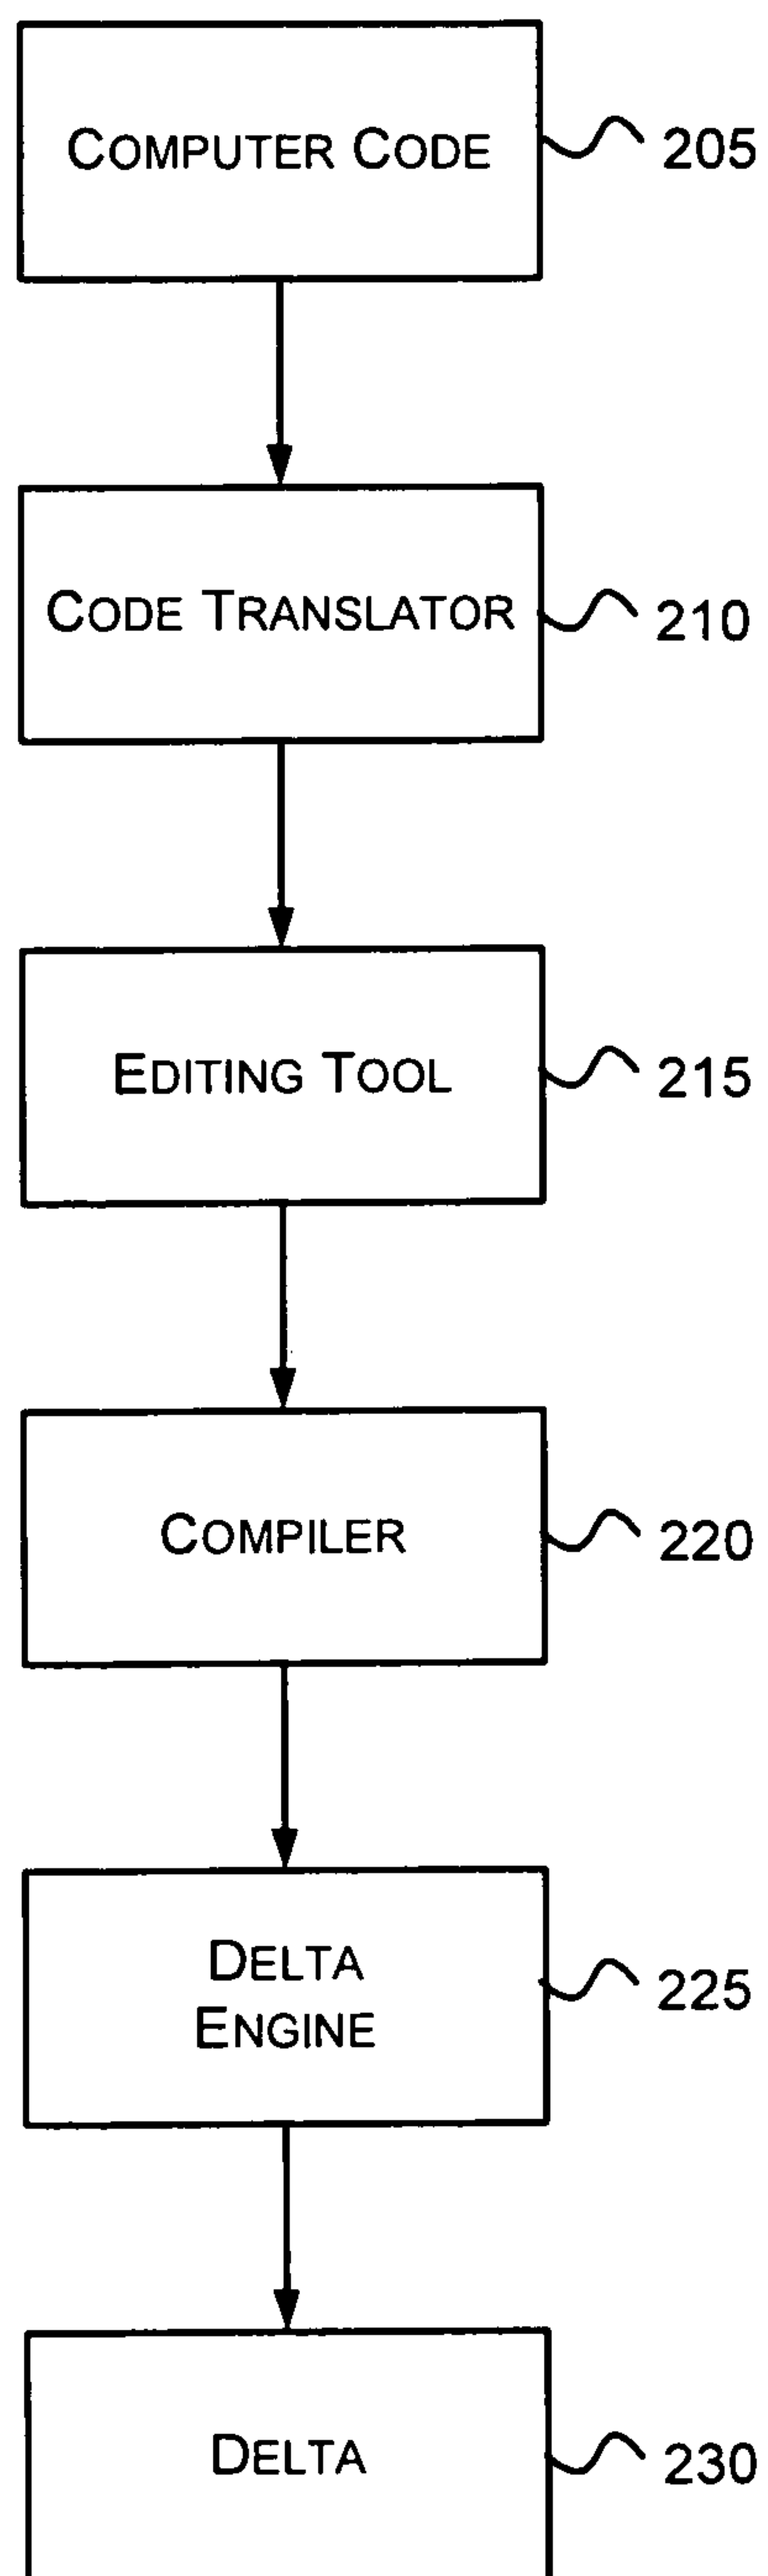 COMPUTER CODE
205
CODE TRANSLATOR
210
EDITING TOOL
215
COMPILER
220
DELTA
ENGINE
225
DELTA
230